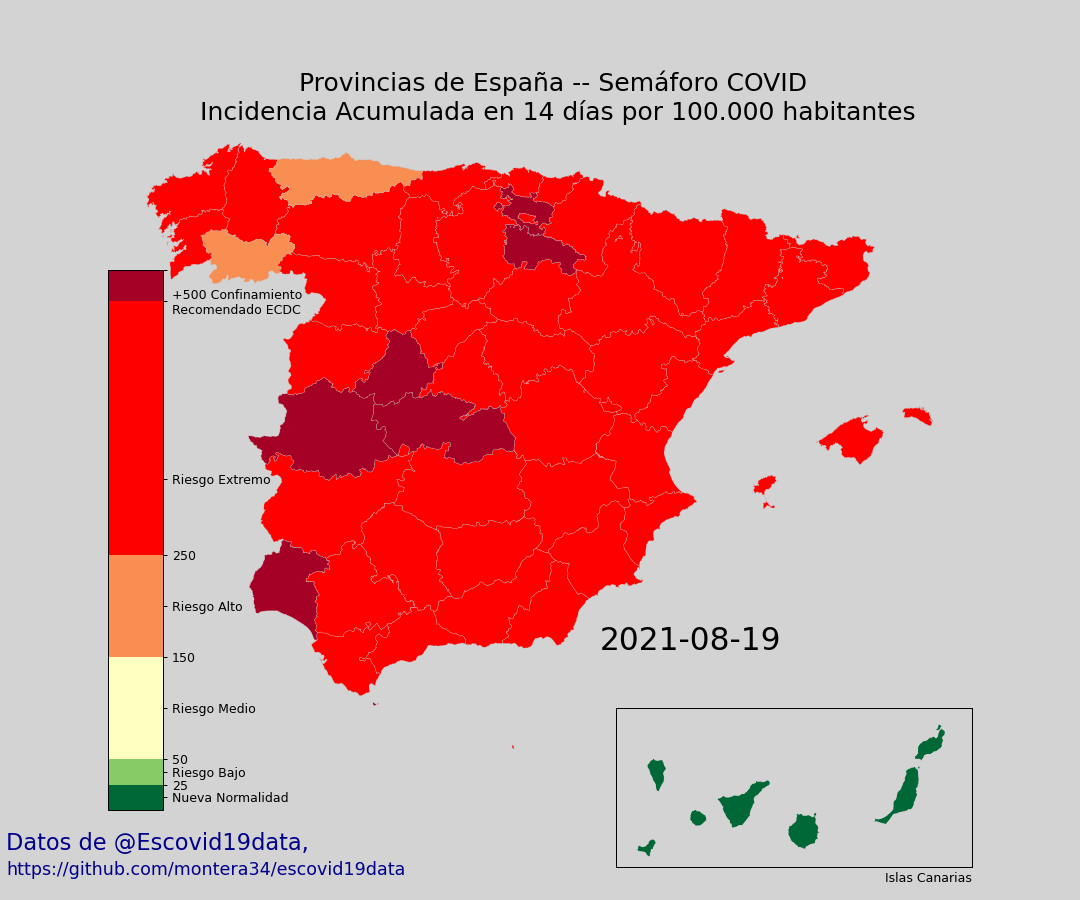 Provincias de España -- Semáforo COVID
Incidencia Acumulada en 14 días por 100.000 habitantes
+500 Confinamiento
Recomendado ECDC
Riesgo Extremo
250
Riesgo Alto
150
Riesgo Medio
50
Riesgo Bajo
25
Nueva Normalidad
2021-08-19
Islas Canarias
Datos de @Escovid19data,
https://github.com/montera34/escovid19data